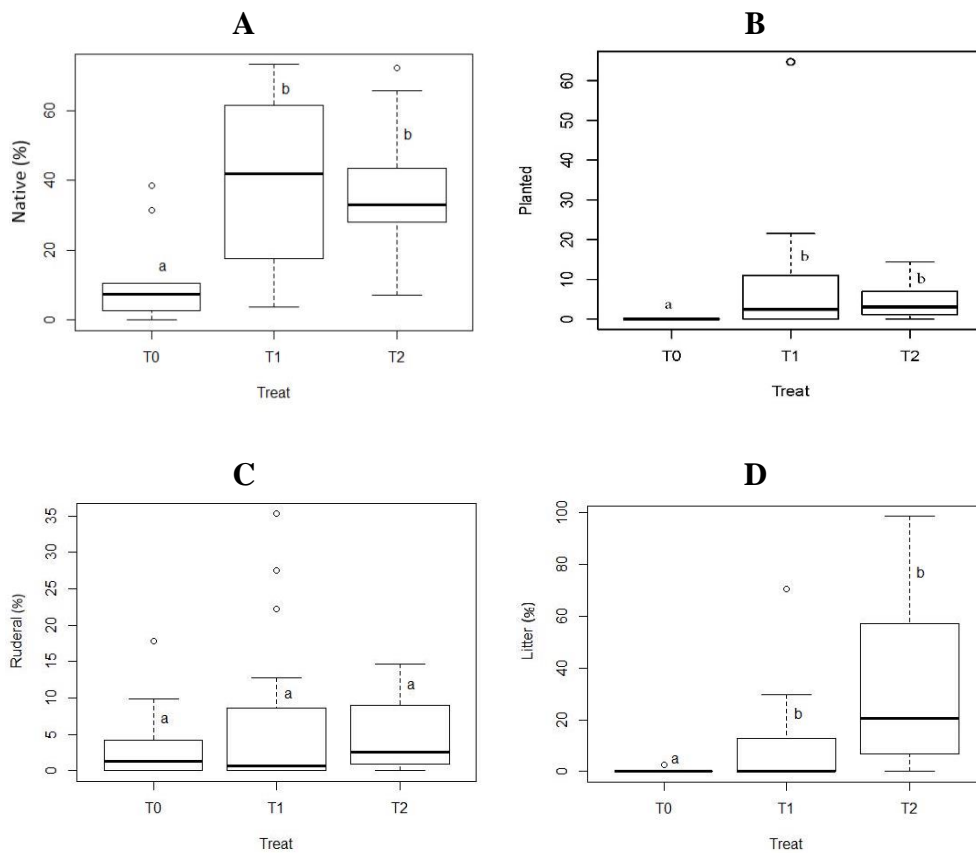 A
Native (%)
60
40
20
0
a
b
b
T0
T1
T2
Treat
B
Planted
60
50
40
30
20
10
0
a
b
b
T0
T1
T2
Treat
C
Ruderal (%)
35
30
25
20
15
10
5
0
a
a
a
T0
T1
T2
Treat
D
Litter (%)
100
80
60
40
20
0
a
b
b
T0
T1
T2
Treat